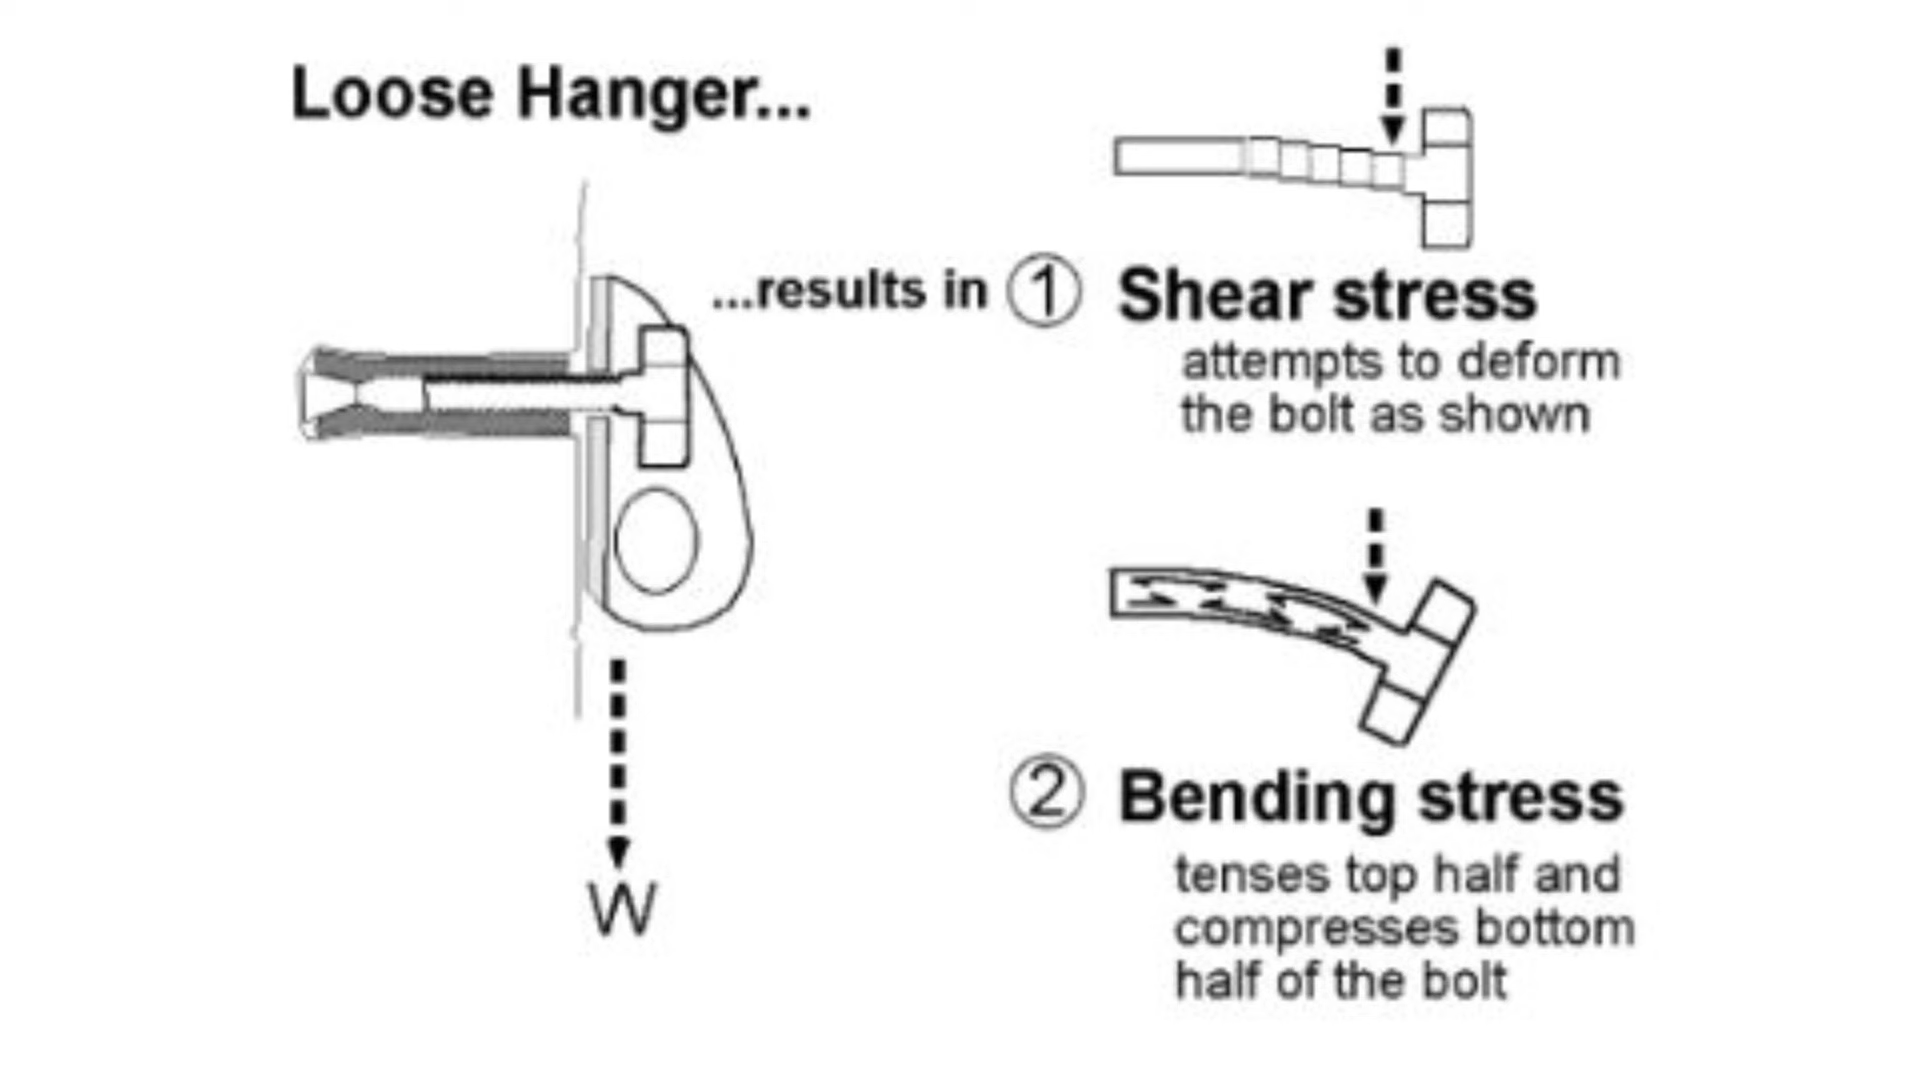 Loose Hanger...
...results in ① Shear stress
attempts to deform
the bolt as shown
② Bending stress
tenses top half and
compresses bottom
half of the bolt
W